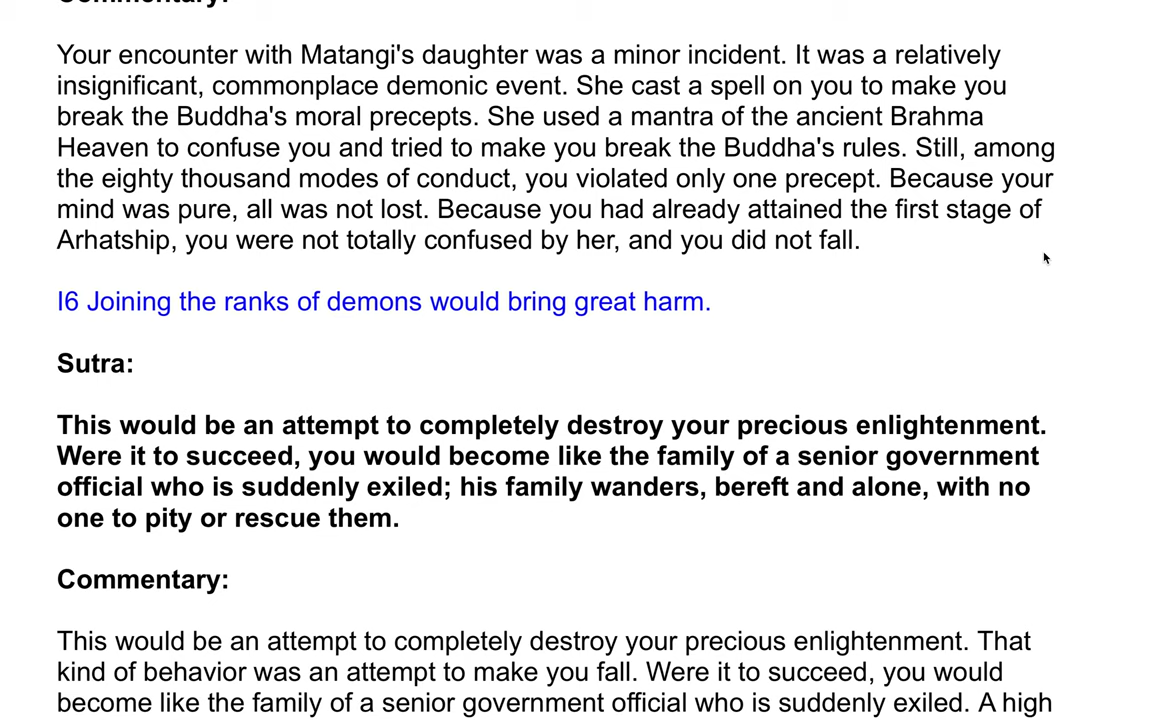 Commentary:
Your encounter with Matangi's daughter was a minor incident. It was a relatively
insignificant, commonplace demonic event. She cast a spell on you to make you
break the Buddha's moral precepts. She used a mantra of the ancient Brahma
Heaven to confuse you and tried to make you break the Buddha's rules. Still, among
the eighty thousand modes of conduct, you violated only one precept. Because your
mind was pure, all was not lost. Because you had already attained the first stage of
Arhatship, you were not totally confused by her, and you did not fall.
I6 Joining the ranks of demons would bring great harm.
Sutra:
This would be an attempt to completely destroy your precious enlightenment.
Were it to succeed, you would become like the family of a senior government
official who is suddenly exiled; his family wanders, bereft and alone, with no
one to pity or rescue them.
Commentary:
This would be an attempt to completely destroy your precious enlightenment. That
kind of behavior was an attempt to make you fall. Were it to succeed, you would
become like the family of a senior government official who is suddenly exiled. A high